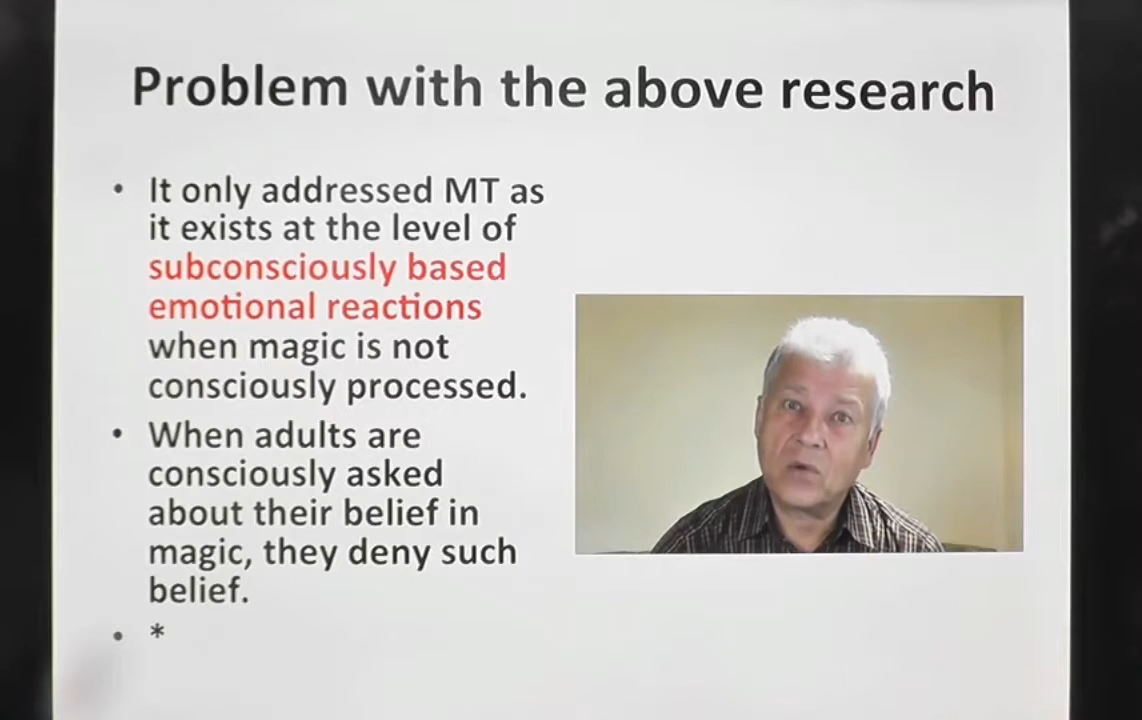 Problem with the above research
• It only addressed MT as
it exists at the level of
subconsciously based
emotional reactions
when magic is not
consciously processed.
• When adults are
consciously asked
about their belief in
magic, they deny such
belief.
• *